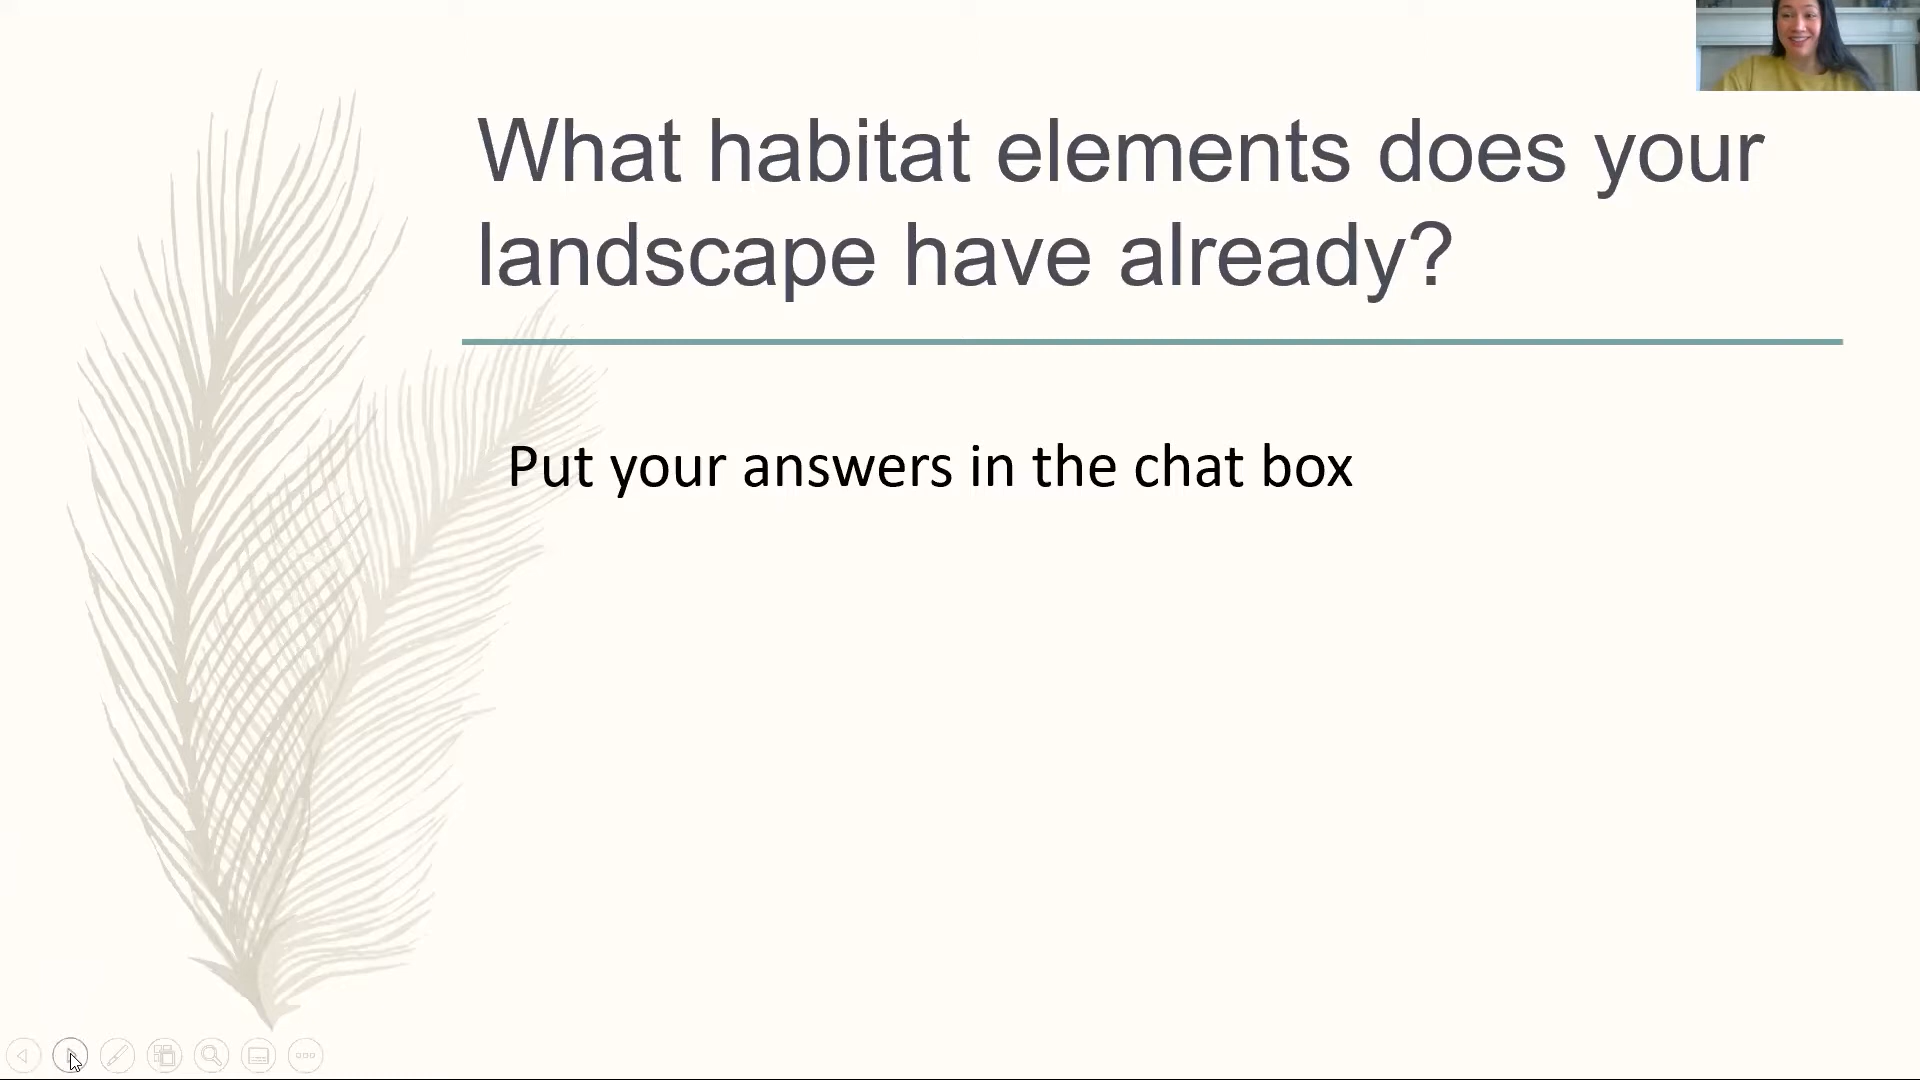 What habitat elements does your
landscape have already?
Put your answers in the chat box